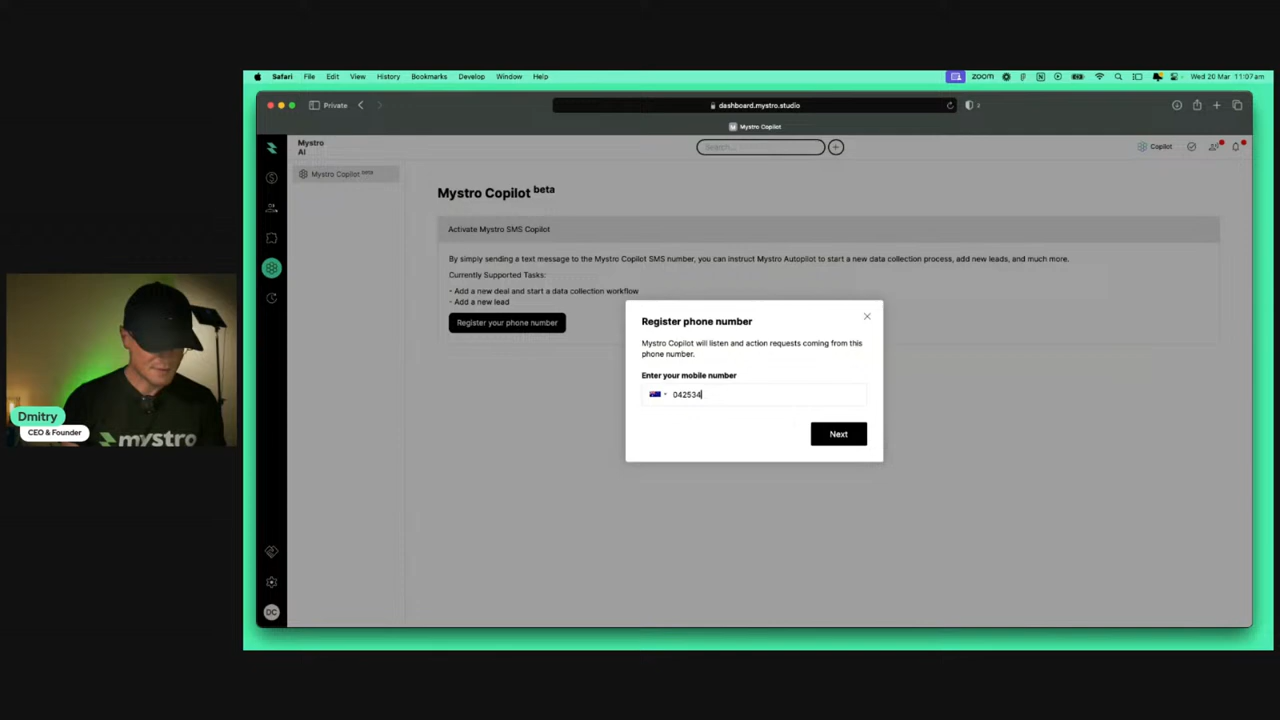 Safari File Edit View History Bookmarks Develop Window Help
zoom
Wed 20 Mar 11:07am
Private
dashboard.mystro.studio
2
Mystro Copilot
Mystro
AI
Search...
Copilot
Mystro Copilot beta
Mystro Copilot beta
Activate Mystro SMS Copilot
By simply sending a text message to the Mystro Copilot SMS number, you can instruct Mystro Autopilot to start a new data collection process, add new leads, and much more.
Currently Supported Tasks:
- Add a new deal and start a data collection workflow
- Add a new lead
Register your phone number
Register phone number
Mystro Copilot will listen and action requests coming from this
phone number.
Enter your mobile number
042534
Next
DC
Dmitry
CEO & Founder
mystro